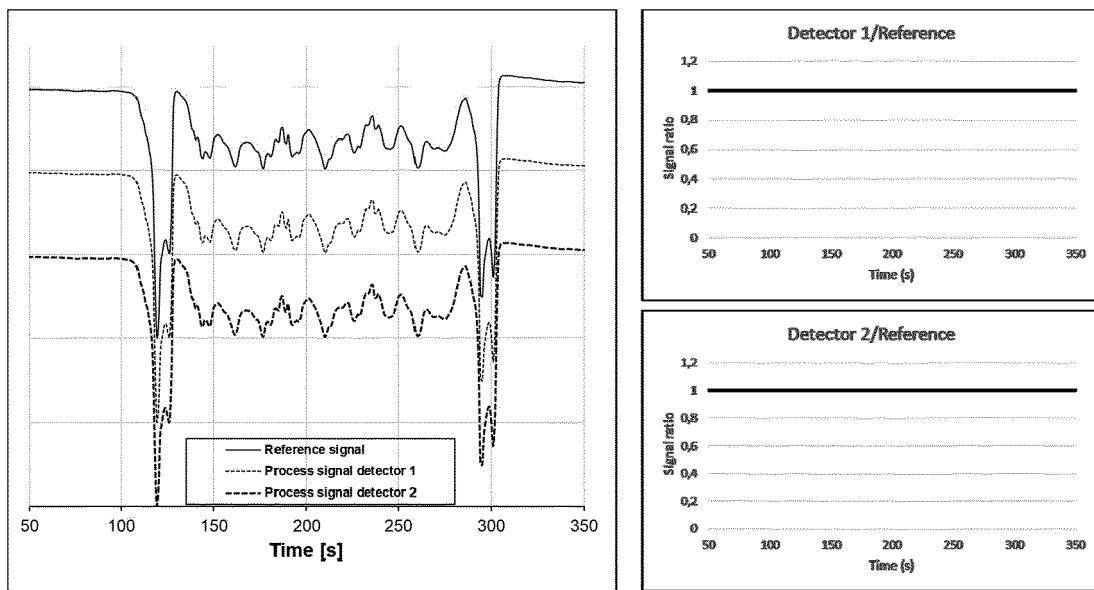 Reference signal
Process signal detector 1
Process signal detector 2
50 100 150 200 250 300 350
Time [s]
Detector 1/Reference
1,2
1
0,8
0,6
0,4
0,2
0
Signal ratio
50 100 150 200 250 300 350
Time (s)
Detector 2/Reference
1,2
1
0,8
0,6
0,4
0,2
0
Signal ratio
50 100 150 200 250 300 350
Time (s)